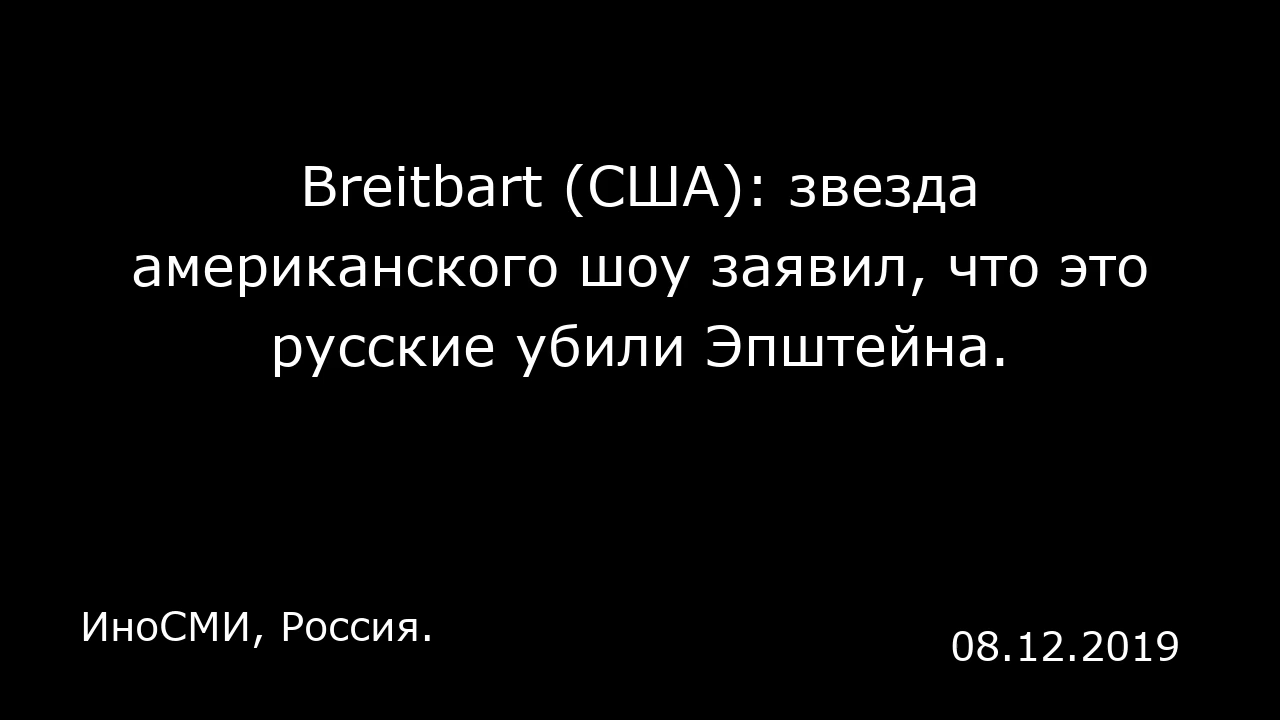 Breitbart (США): звезда
американского шоу заявил, что это
русские убили Эпштейна.
ИноСМИ, Россия.
08.12.2019